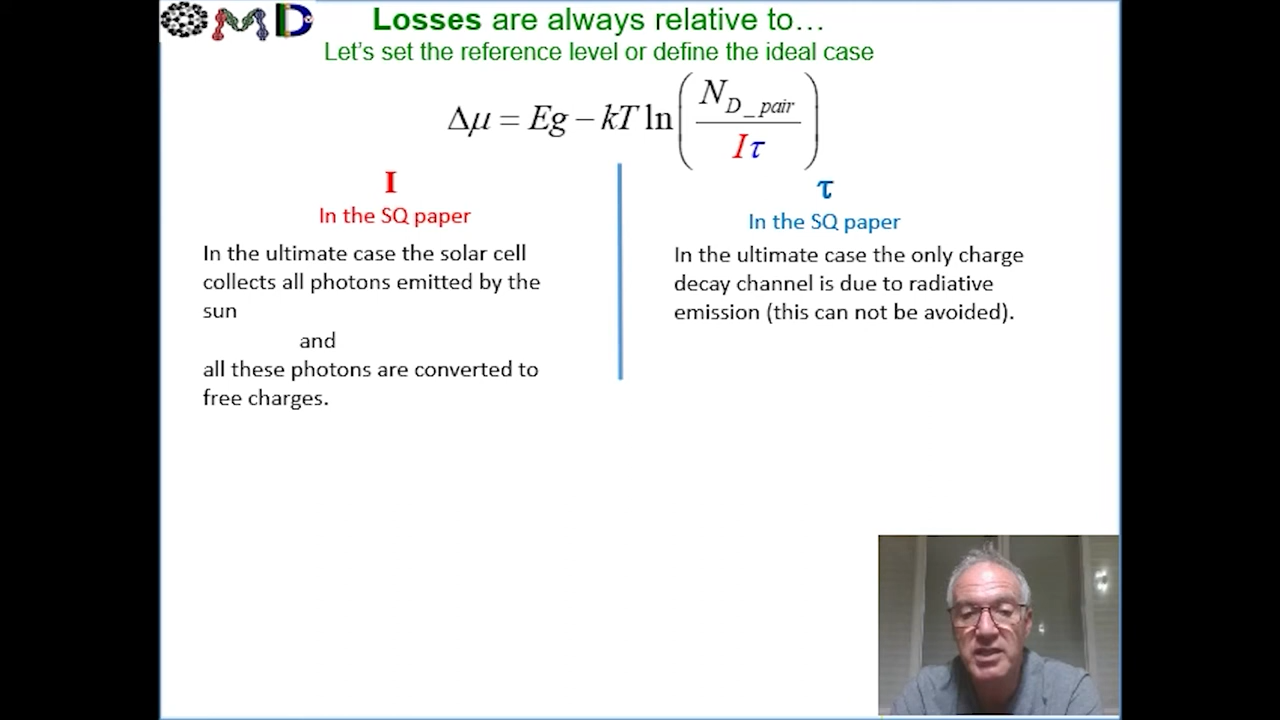 OMD
Losses are always relative to...
Let's set the reference level or define the ideal case
Δμ = Eg − kT ln(N_{D_pair} / Iτ)
I
In the SQ paper
In the ultimate case the solar cell
collects all photons emitted by the
sun
and
all these photons are converted to
free charges.
τ
In the SQ paper
In the ultimate case the only charge
decay channel is due to radiative
emission (this can not be avoided).